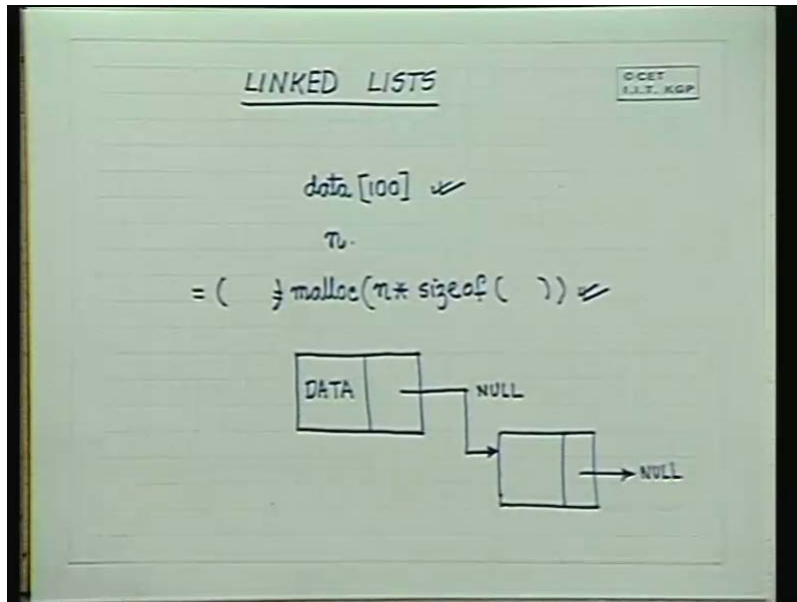 LINKED LISTS
© CET
I.I.T. KGP
data [100]
n.
= ( * ) malloc (n * sizeof ( ))
DATA
NULL
NULL